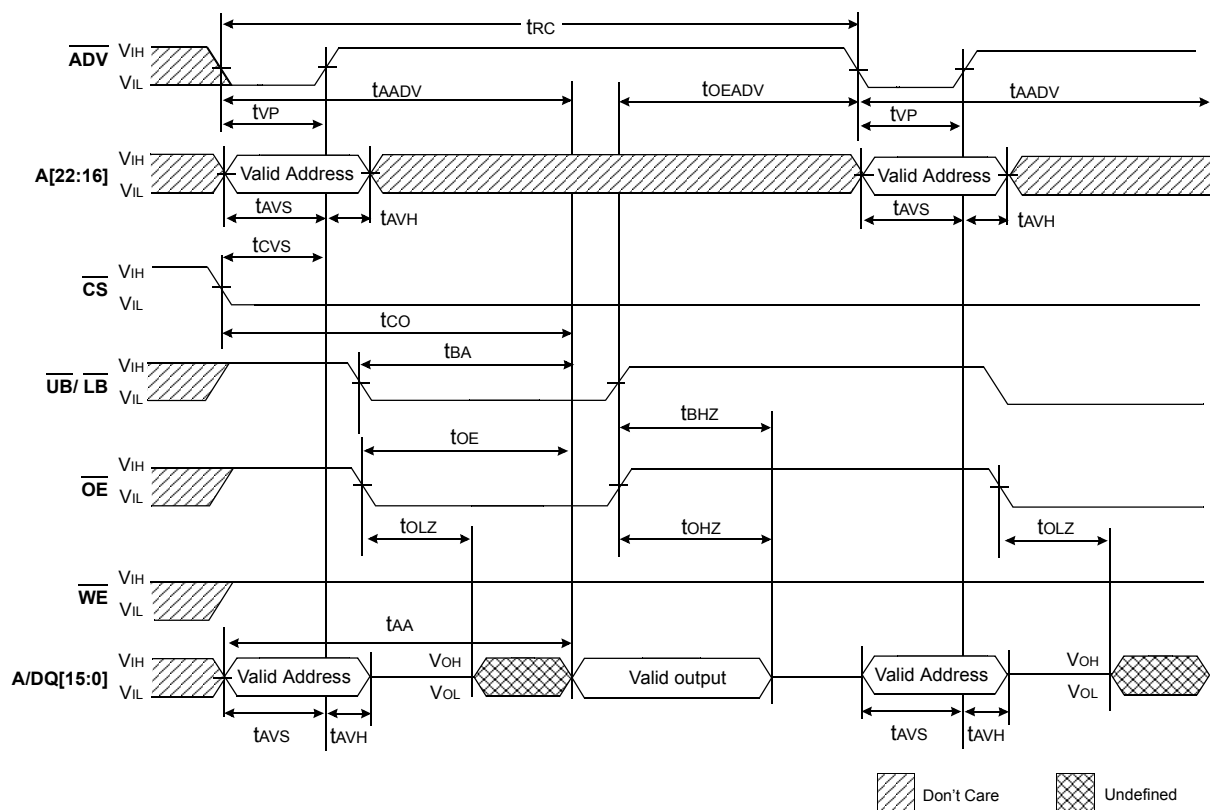 tRC
ADV VIH
VIL
tAADV tOEADV tAADV
tVP tVP
A[22:16] VIH Valid Address Valid Address
VIL
tAVS tAVH tAVS tAVH
tCVS
CS VIH
VIL
tCO
tBA
UB/ LB VIH
VIL
tBHZ
tOE
OE VIH
VIL
tOLZ tOHZ tOLZ
WE VIH
VIL
tAA
A/DQ[15:0] VIH Valid Address VOH Valid output Valid Address VOH
VIL VOL VOL
tAVS tAVH tAVS tAVH
Don't Care Undefined